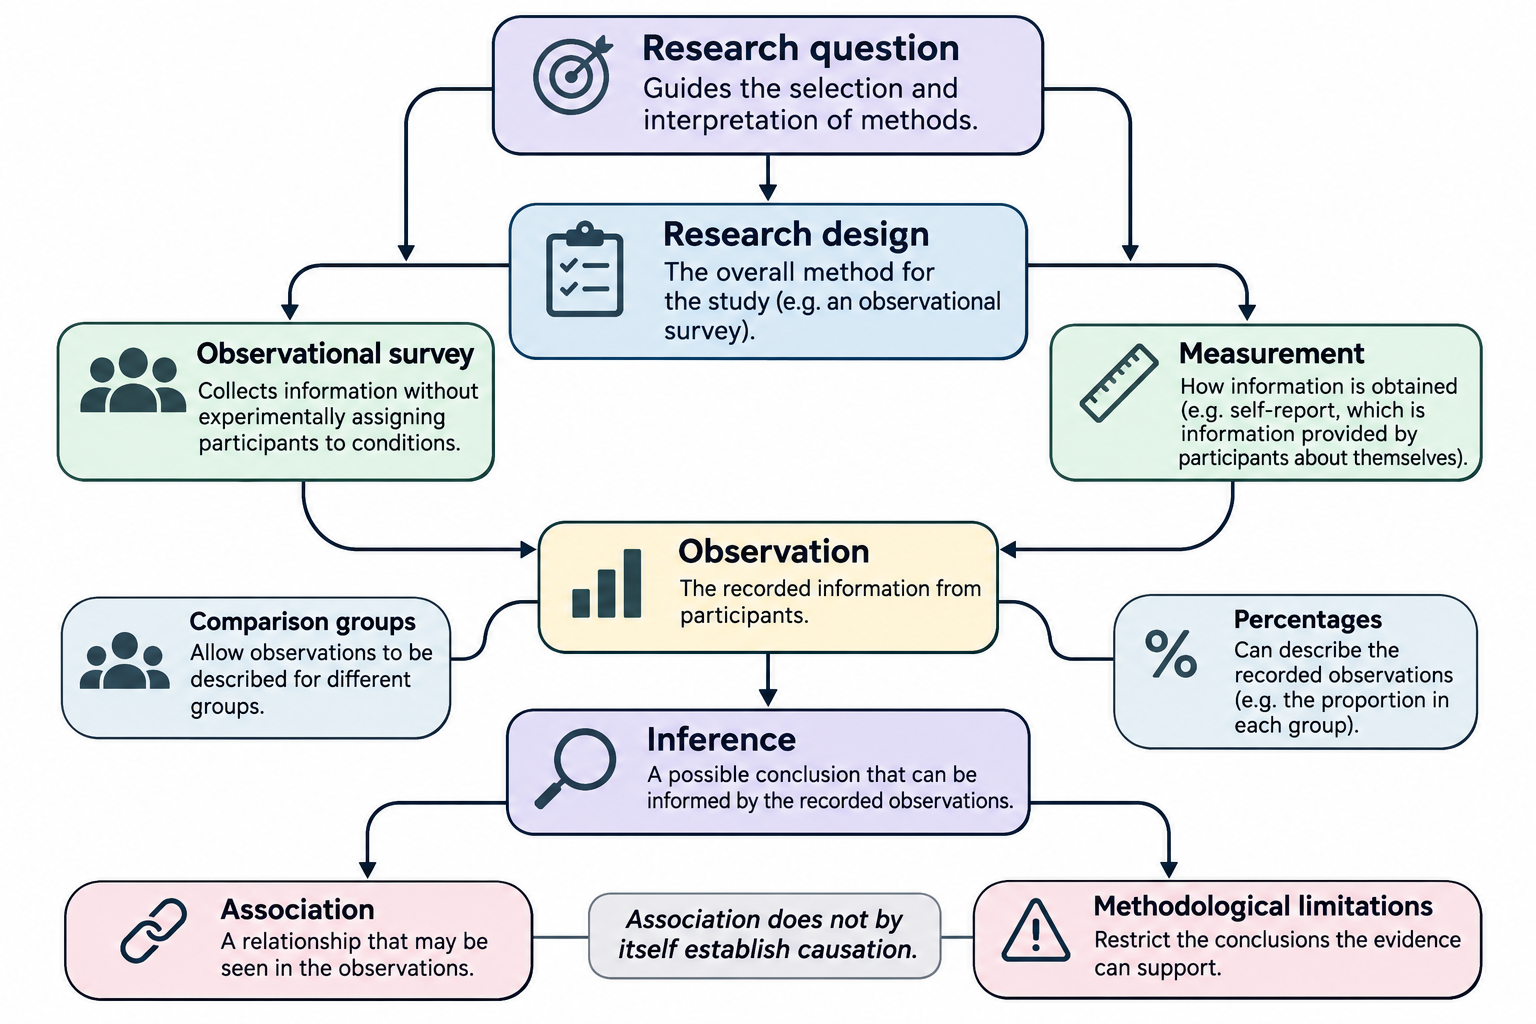 Research question
Guides the selection and
interpretation of methods.
Research design
The overall method for
the study (e.g. an observational
survey).
Observational survey
Collects information without
experimentally assigning
participants to conditions.
Measurement
How information is obtained
(e.g. self-report, which is
information provided by
participants about themselves).
Observation
The recorded information from
participants.
Comparison groups
Allow observations to be
described for different
groups.
%
Percentages
Can describe the
recorded observations
(e.g. the proportion in
each group).
Inference
A possible conclusion that can be
informed by the recorded observations.
Association
A relationship that may be
seen in the observations.
Association does not by
itself establish causation.
Methodological limitations
Restrict the conclusions the evidence
can support.